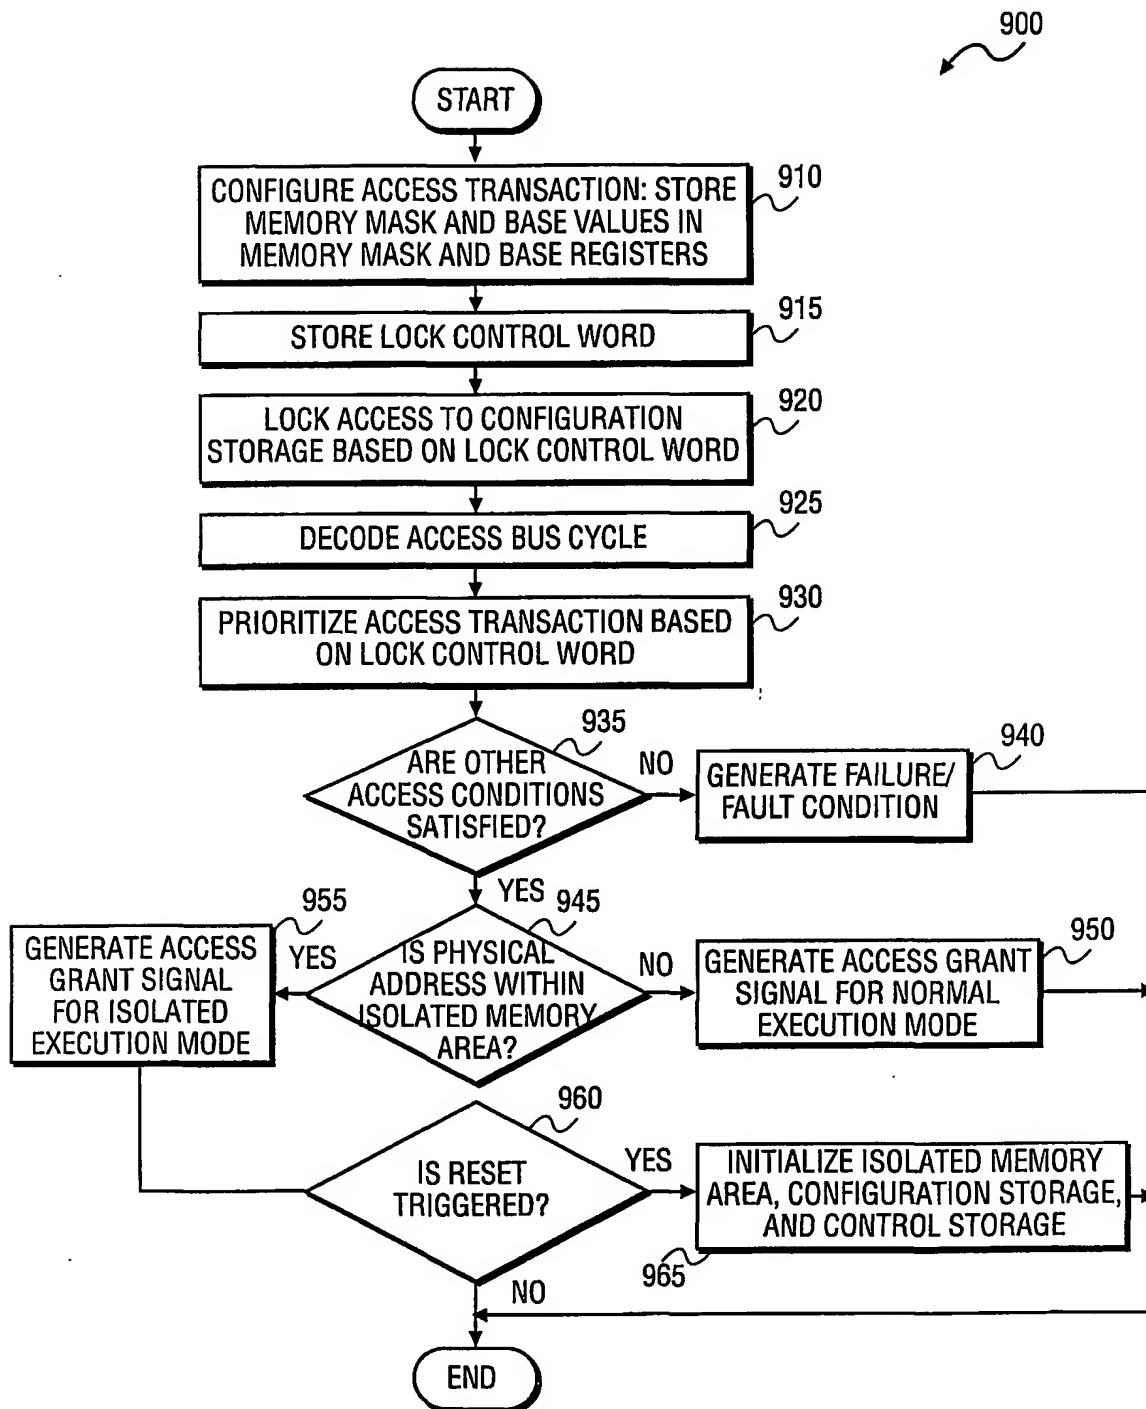 900
START
CONFIGURE ACCESS TRANSACTION: STORE
MEMORY MASK AND BASE VALUES IN
MEMORY MASK AND BASE REGISTERS
910
STORE LOCK CONTROL WORD
915
LOCK ACCESS TO CONFIGURATION
STORAGE BASED ON LOCK CONTROL WORD
920
DECODE ACCESS BUS CYCLE
925
PRIORITIZE ACCESS TRANSACTION BASED
ON LOCK CONTROL WORD
930
ARE OTHER
ACCESS CONDITIONS
SATISFIED?
935
NO
GENERATE FAILURE/
FAULT CONDITION
940
YES
IS PHYSICAL
ADDRESS WITHIN
ISOLATED MEMORY
AREA?
945
NO
GENERATE ACCESS GRANT
SIGNAL FOR NORMAL
EXECUTION MODE
950
YES
GENERATE ACCESS
GRANT SIGNAL
FOR ISOLATED
EXECUTION MODE
955
IS RESET
TRIGGERED?
960
YES
INITIALIZE ISOLATED MEMORY
AREA, CONFIGURATION STORAGE,
AND CONTROL STORAGE
965
NO
END